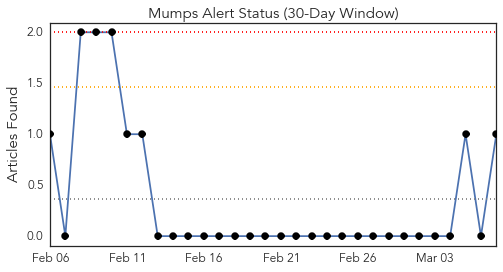 Mumps Alert Status (30-Day Window)
Articles Found
2.0
1.5
1.0
0.5
0.0
Feb 06 Feb 11 Feb 16 Feb 21 Feb 26 Mar 03